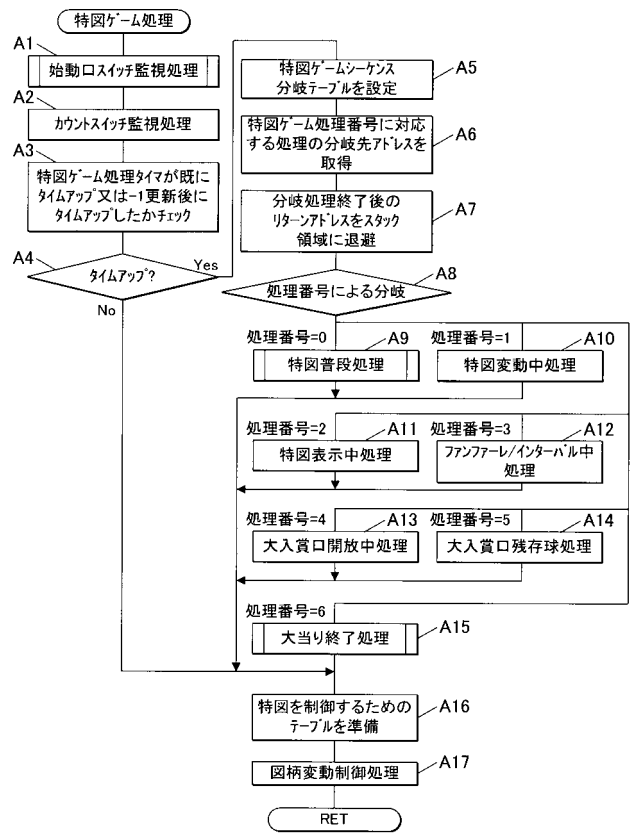 特図ゲーム処理
A1
始動口スイッチ監視処理
A2
カウントスイッチ監視処理
A3
特図ゲーム処理タイマが既に
タイムアップ又は-1更新後に
タイムアップしたかチェック
A4
タイムアップ?
Yes
No
特図ゲームシーケンス
分岐テーブルを設定
A5
特図ゲーム処理番号に対応
する処理の分岐先アドレスを
取得
A6
分岐処理終了後の
リターンアドレスをスタック
領域に退避
A7
A8
処理番号による分岐
処理番号=0
A9
特図普段処理
処理番号=1
A10
特図変動中処理
処理番号=2
A11
特図表示中処理
処理番号=3
A12
ファンファーレ/インターバル中
処理
処理番号=4
A13
大入賞口開放中処理
処理番号=5
A14
大入賞口残存球処理
処理番号=6
大当り終了処理
A15
特図を制御するための
テーブルを準備
A16
図柄変動制御処理
A17
RET